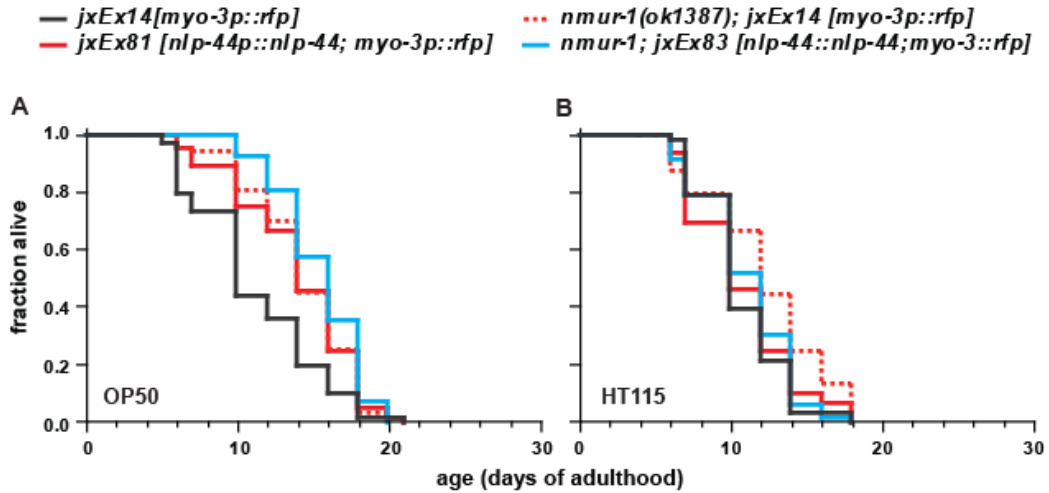 jxEx14[myo-3p::rfp]
nmur-1(ok1387); jxEx14 [myo-3p::rfp]
jxEx81 [nlp-44p::nlp-44; myo-3p::rfp]
nmur-1; jxEx83 [nlp-44::nlp-44;myo-3::rfp]
A
B
fraction alive
1.0
0.8
0.6
0.4
0.2
0.0
OP50
HT115
0 10 20 30
0 10 20 30
age (days of adulthood)